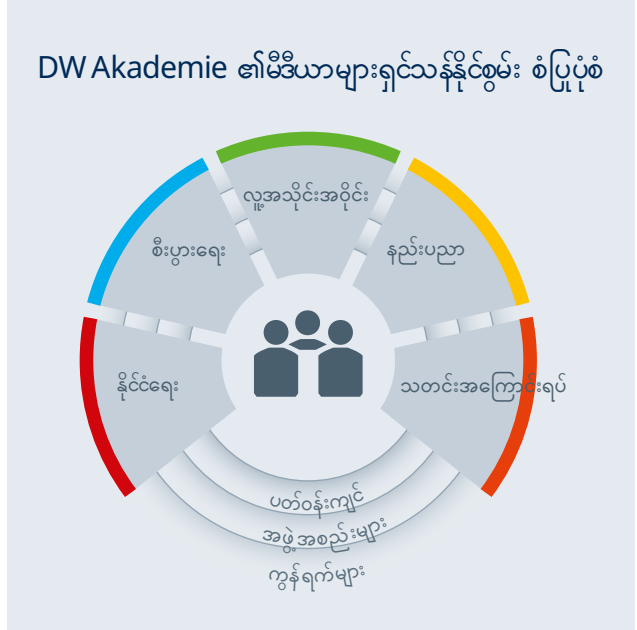 DW Akademie ၏မီဒီယာများရှင်သန်နိုင်စွမ်း စံပြုပုံစံ
လူ့အသိုင်းအဝိုင်း
စီးပွားရေး
နည်းပညာ
နိုင်ငံရေး
သတင်းအကြောင်းရပ်
ပတ်ဝန်းကျင်
အဖွဲ့အစည်းများ
ကွန်ရက်များ